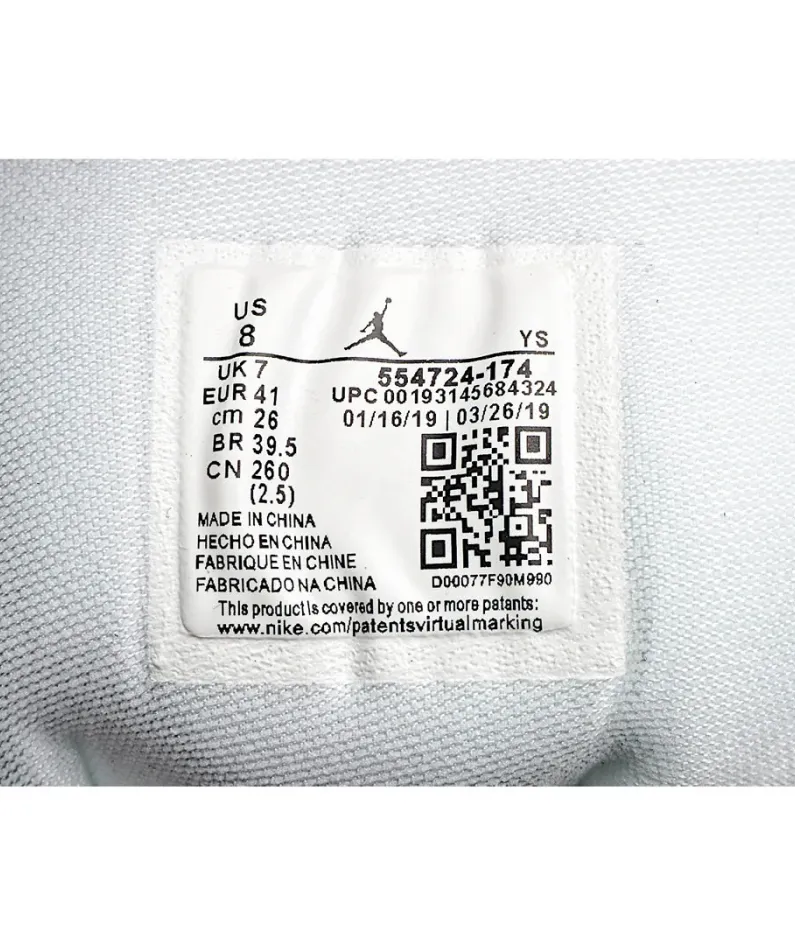 US
8
YS
UK 7
EUR 41
cm 26
BR 39.5
CN 260
(2.5)
554724-174
UPC 00193145684324
01/16/19 | 03/26/19
D00077F90M990
MADE IN CHINA
HECHO EN CHINA
FABRIQUE EN CHINE
FABRICADO NA CHINA
This product is covered by one or more patants:
www.nike.com/patentsvirtualmarking